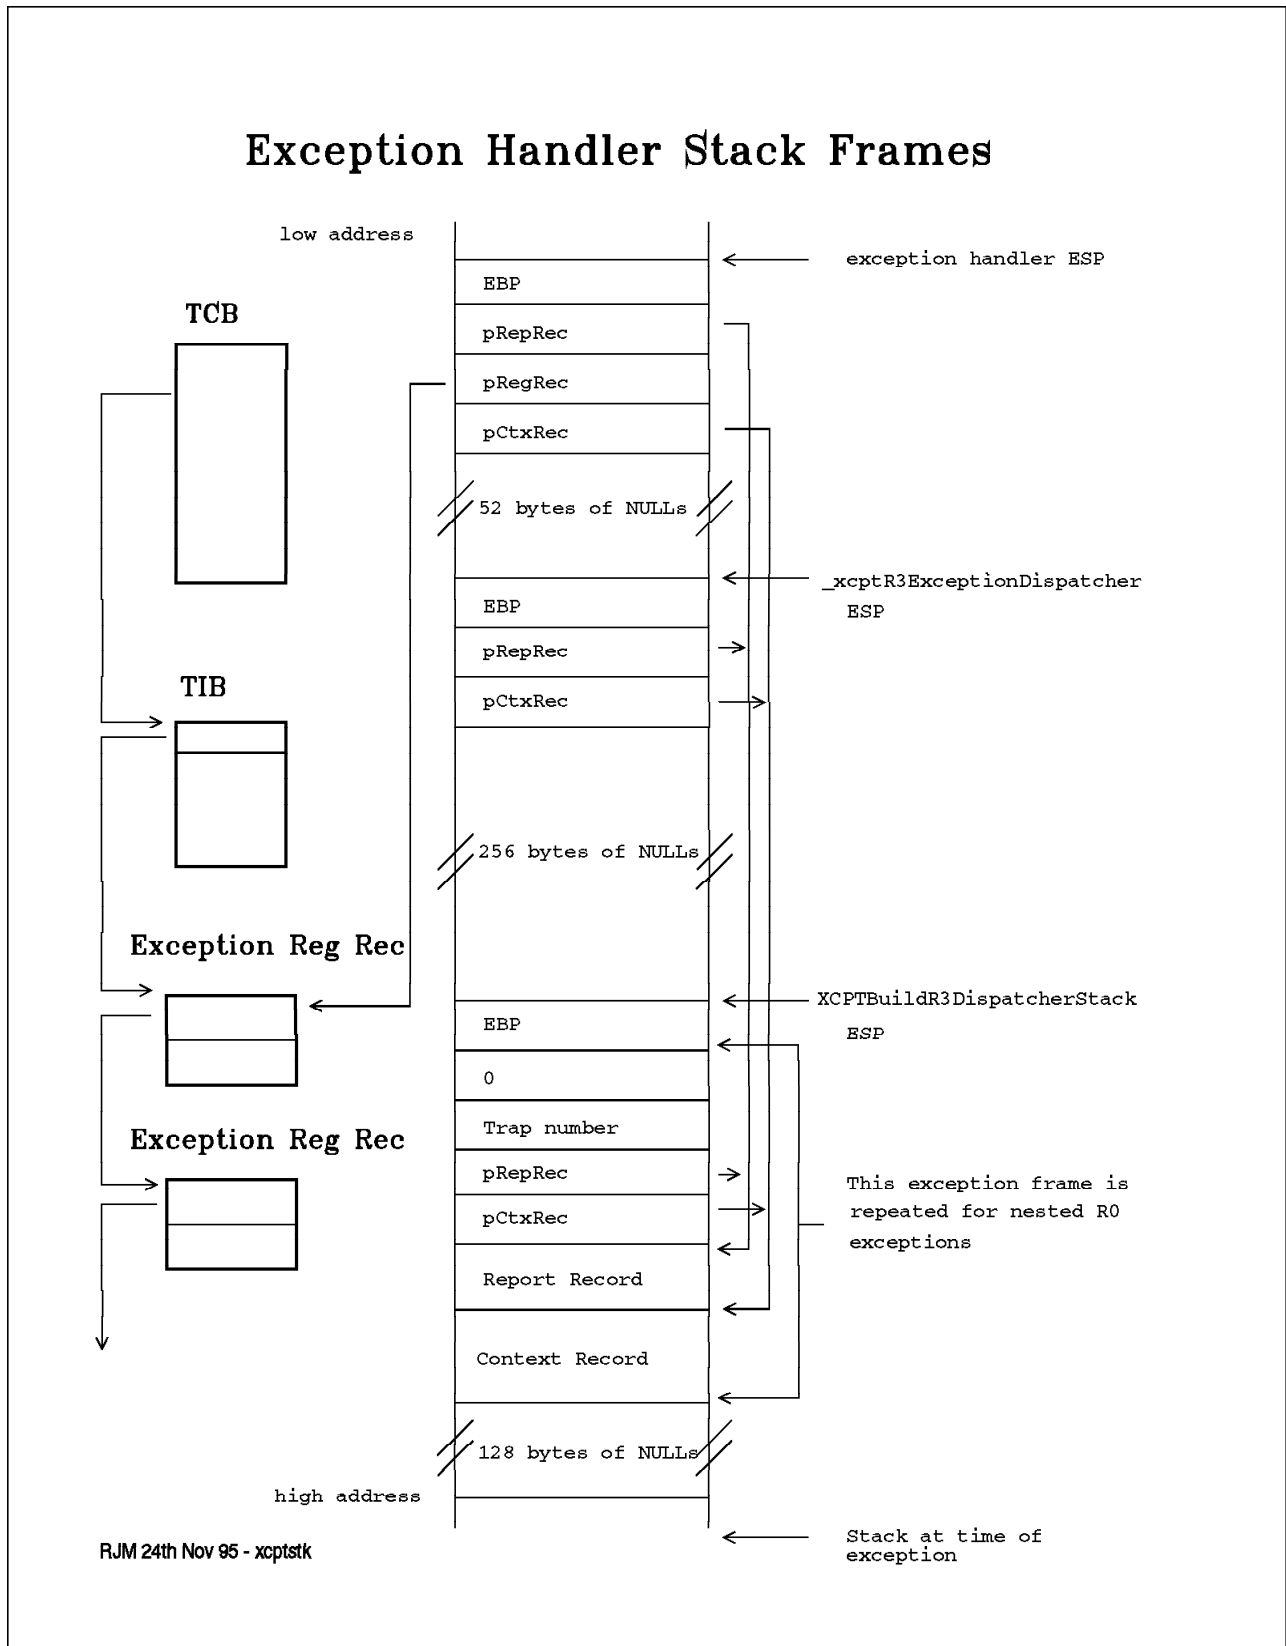 Exception Handler Stack Frames
low address
exception handler ESP
EBP
TCB
pRepRec
pRegRec
pCtxRec
52 bytes of NULLs
_xcptR3ExceptionDispatcher
ESP
EBP
pRepRec
TIB
pCtxRec
256 bytes of NULLs
Exception Reg Rec
XCPTBuildR3DispatcherStack
ESP
EBP
0
Trap number
Exception Reg Rec
pRepRec
This exception frame is
repeated for nested R0
exceptions
pCtxRec
Report Record
Context Record
128 bytes of NULLs
high address
Stack at time of
exception
RJM 24th Nov 95 - xcptstk